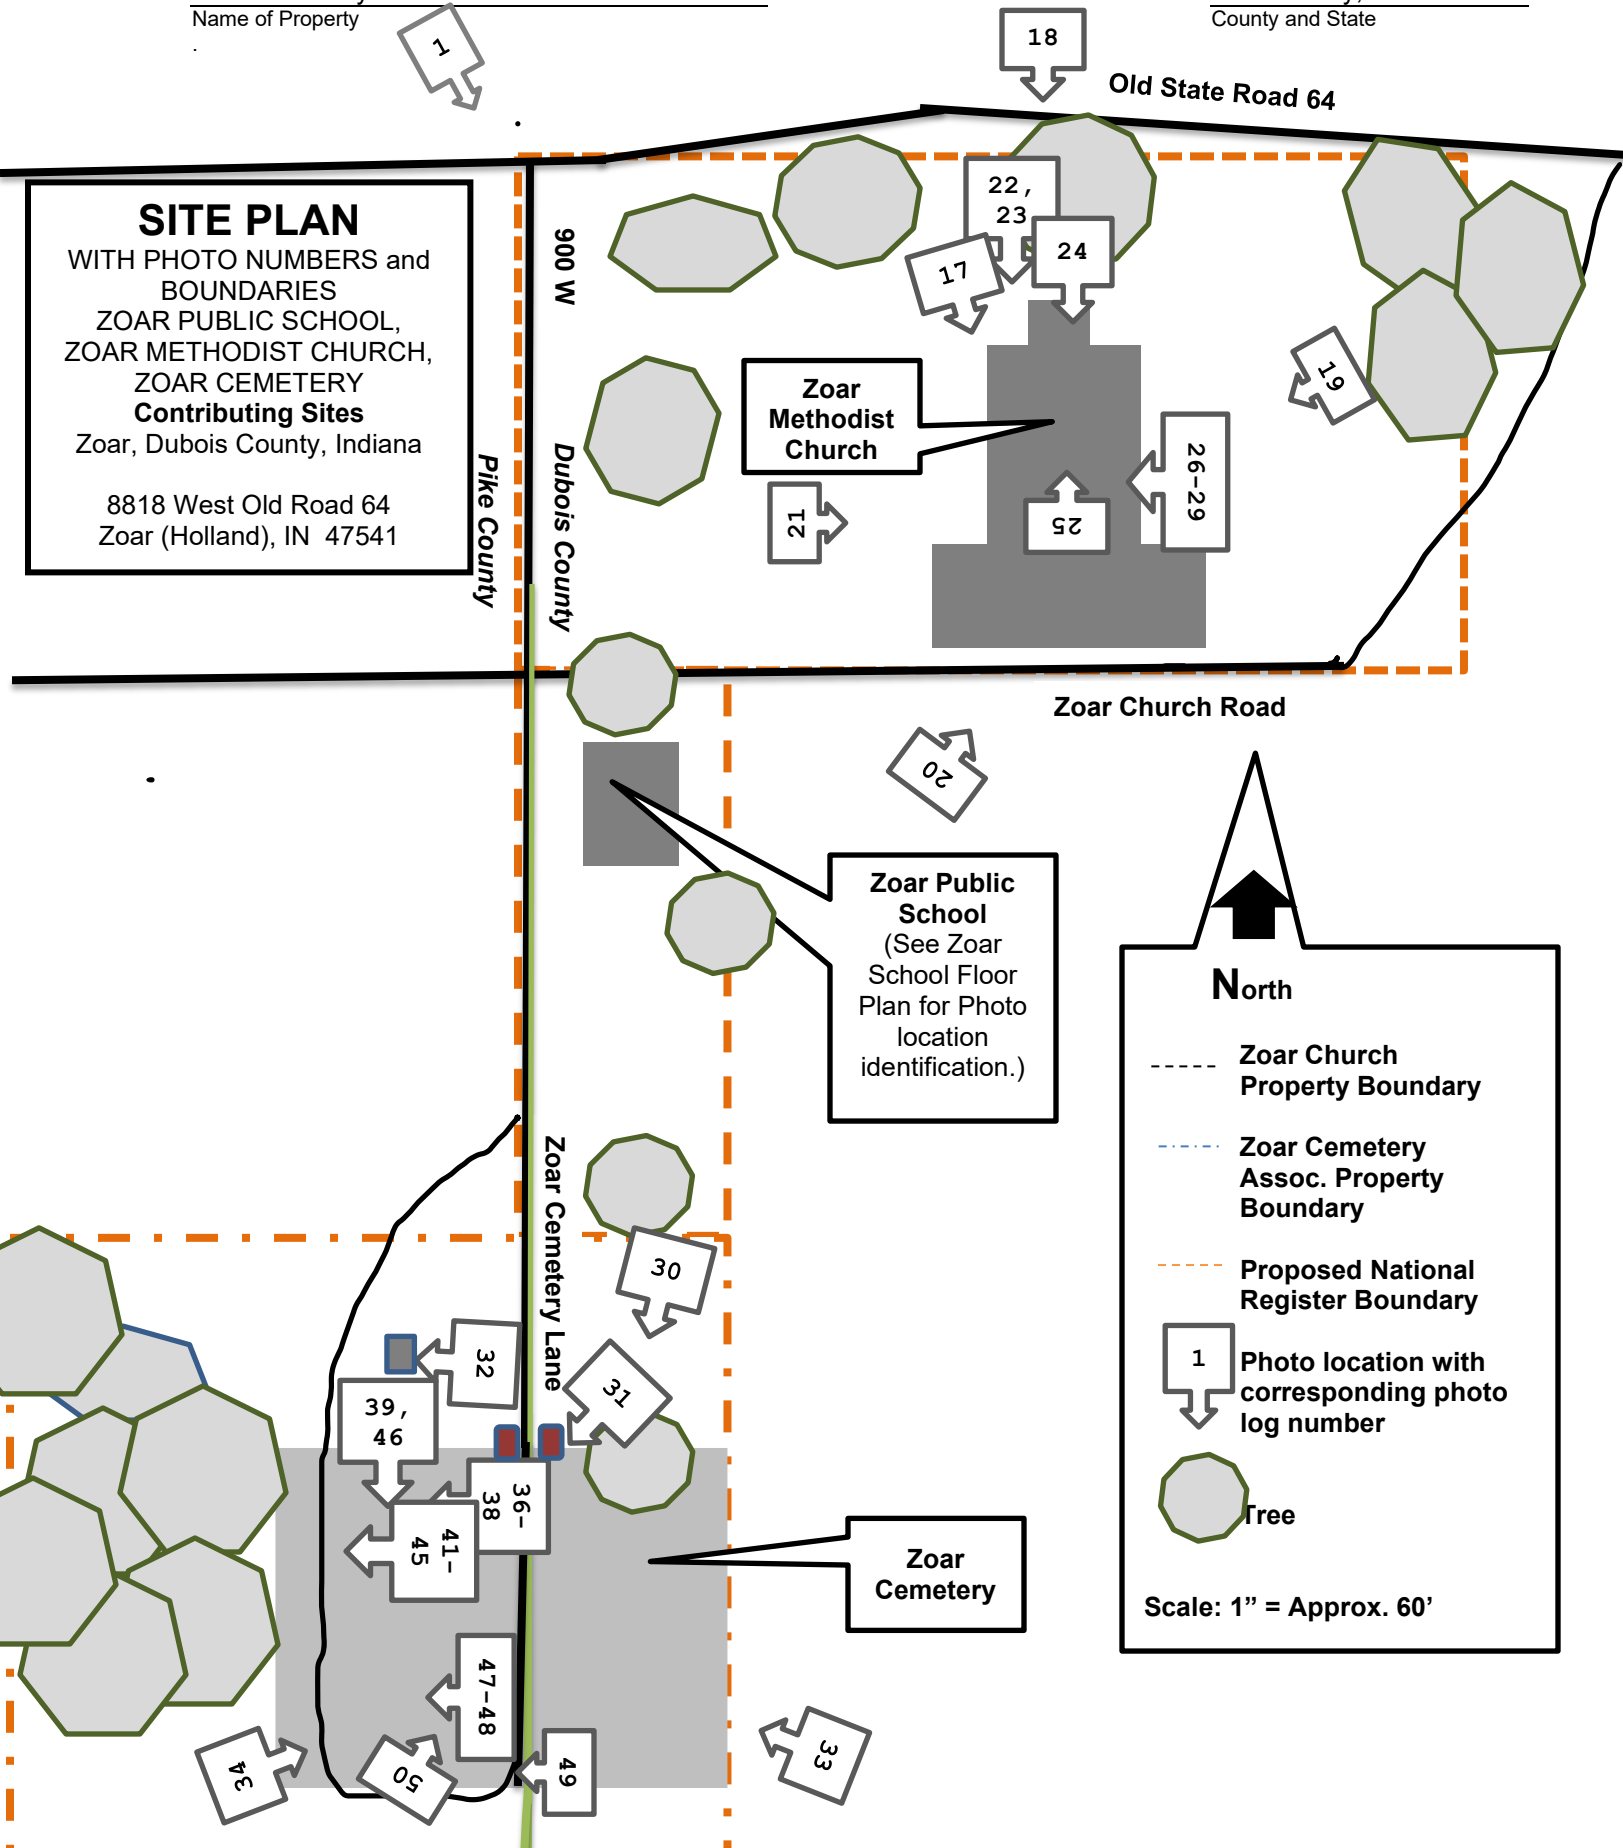 Name of Property
County and State
.
1
18
Old State Road 64
SITE PLAN
WITH PHOTO NUMBERS and
BOUNDARIES
ZOAR PUBLIC SCHOOL,
ZOAR METHODIST CHURCH,
ZOAR CEMETERY
Contributing Sites
Zoar, Dubois County, Indiana
8818 West Old Road 64
Zoar (Holland), IN 47541
900 W
Pike County
Dubois County
22,
23
24
17
19
Zoar
Methodist
Church
26-29
21
25
Zoar Church Road
20
Zoar Public
School
(See Zoar
School Floor
Plan for Photo
location
identification.)
North
Zoar Church
Property Boundary
Zoar Cemetery
Assoc. Property
Boundary
Proposed National
Register Boundary
1
Photo location with
corresponding photo
log number
Tree
Scale: 1” = Approx. 60’
Zoar Cemetery Lane
30
32
31
39,
46
36-
38
41-
45
Zoar
Cemetery
47-48
34
50
49
33